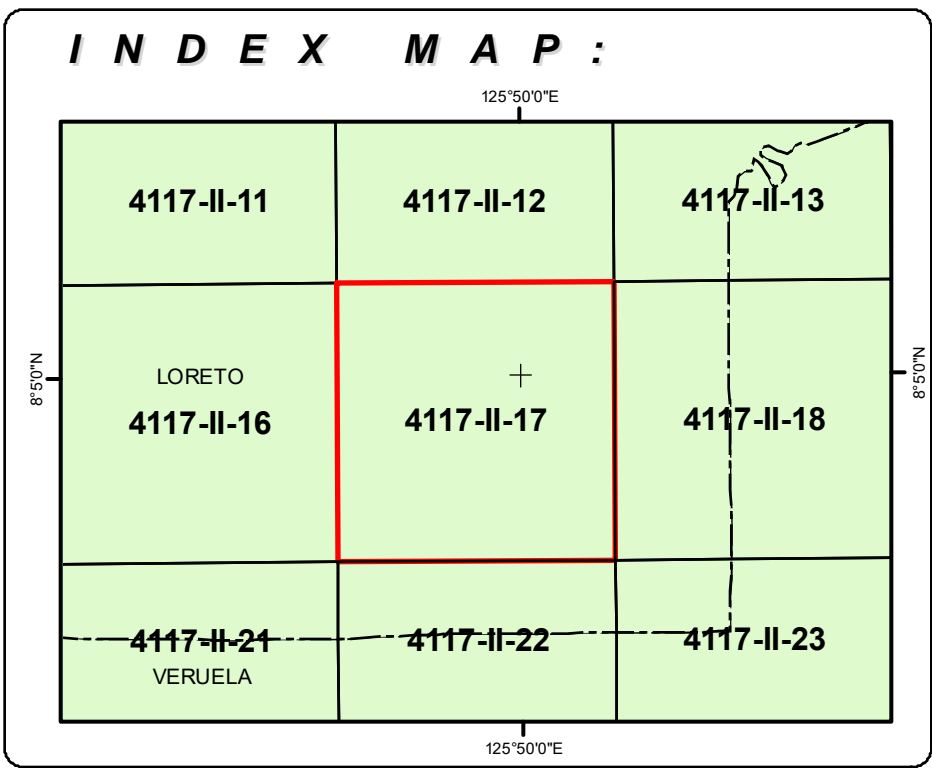 INDEX MAP:
125°50'0"E
4117-II-11
4117-II-12
4117-II-13
8°5'0"N
LORETO
4117-II-16
4117-II-17
4117-II-18
8°5'0"N
4117-II-21
4117-II-22
4117-II-23
VERUELA
125°50'0"E